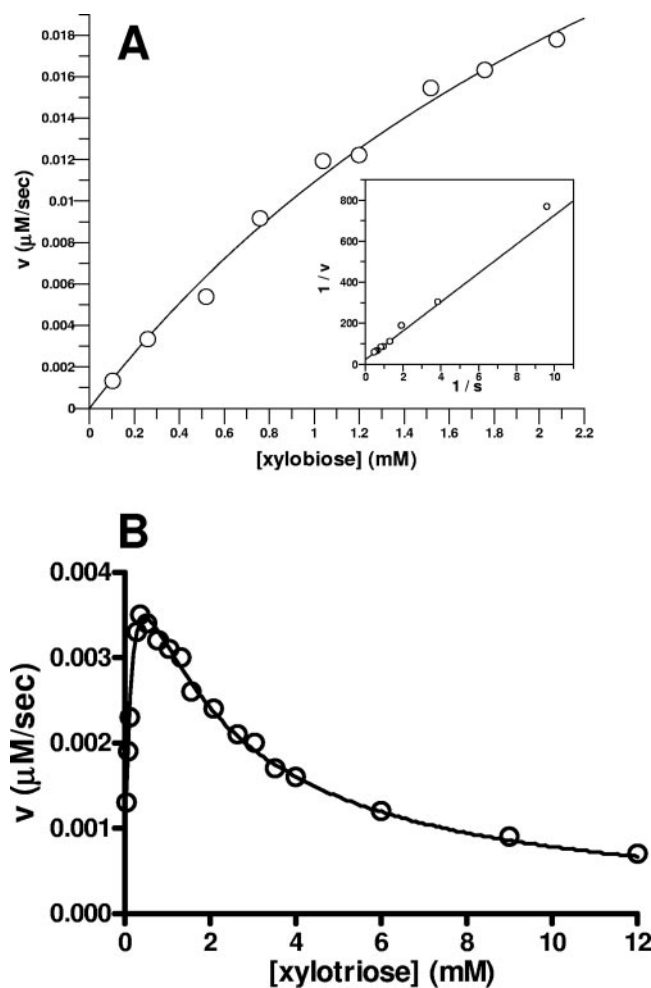 A
0.018
0.016
0.014
0.012
0.01
0.008
0.006
0.004
0.002
0
v (µM/sec)
0 0.2 0.4 0.6 0.8 1 1.2 1.4 1.6 1.8 2 2.2
[xylobiose] (mM)
800
600
400
200
0
1 / v
0 2 4 6 8 10
1 / s
B
0.004
0.003
0.002
0.001
0.000
v (µM/sec)
0 2 4 6 8 10 12
[xylotriose] (mM)